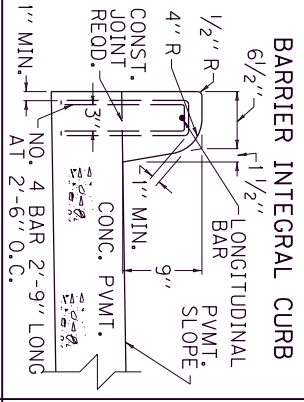 BARRIER INTEGRAL CURB
6 1/2"
1 1/2"
1/2" R
4" R
LONGITUDINAL
BAR
CONST.
JOINT
REQD.
1" MIN.
3"
1" MIN.
9"
PVMT.
SLOPE
CONC. PVMT.
NO. 4 BAR 2'-9" LONG
AT 2'-6" O.C.